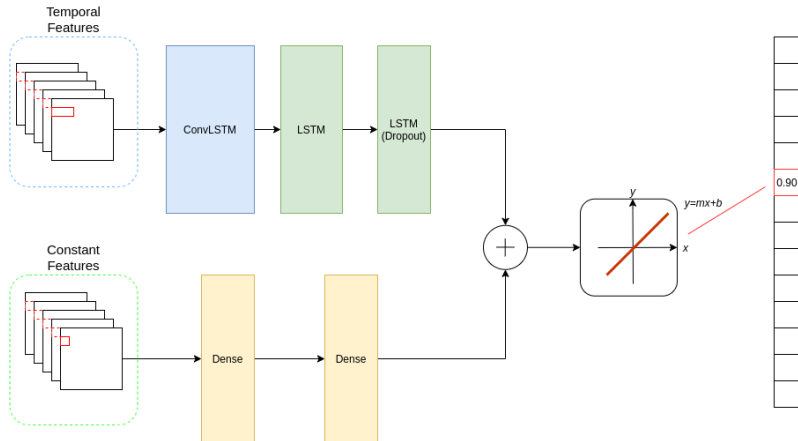 Temporal
Features
ConvLSTM
LSTM
LSTM
(Dropout)
y
y=mx+b
x
0.90
Constant
Features
Dense
Dense